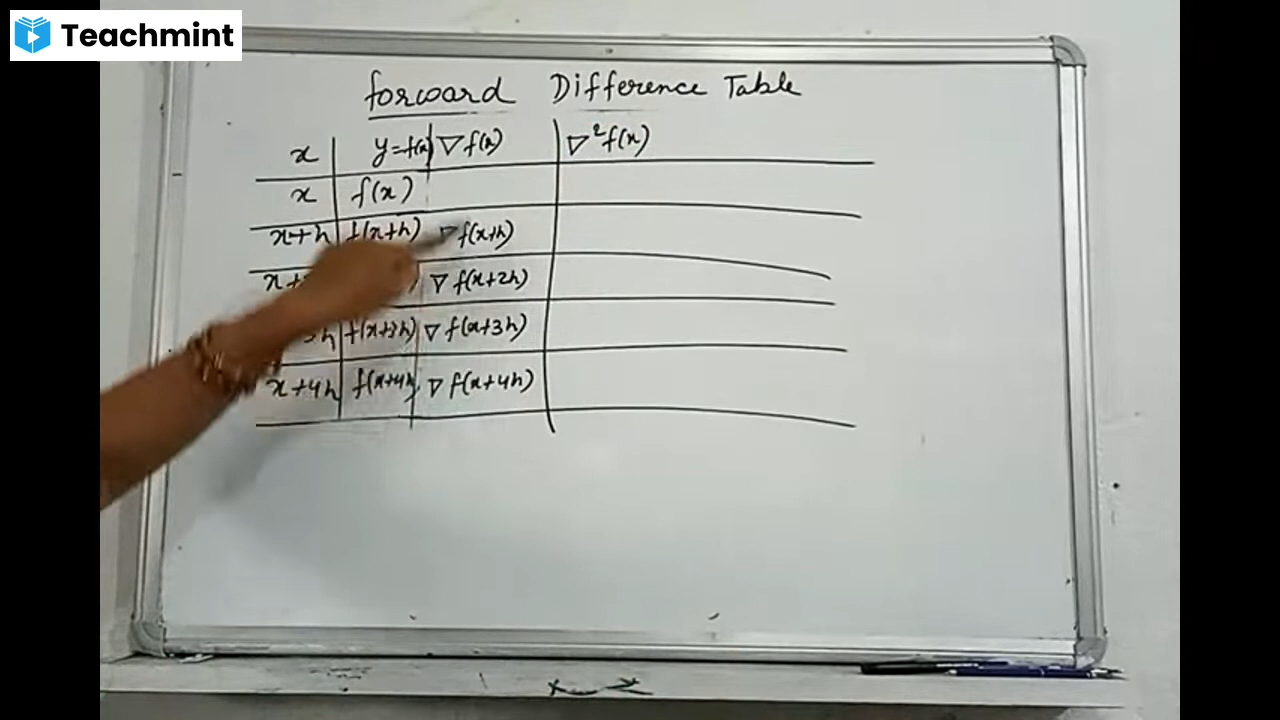 Teachmint
forward Difference Table
x y=f(x) ∇f(x) ∇²f(x)
x f(x)
x+h f(x+h) ∇f(x+h)
∇ f(x+2h)
f(x+3h) ∇ f(x+3h)
x+4h f(x+4h) ∇ f(x+4h)